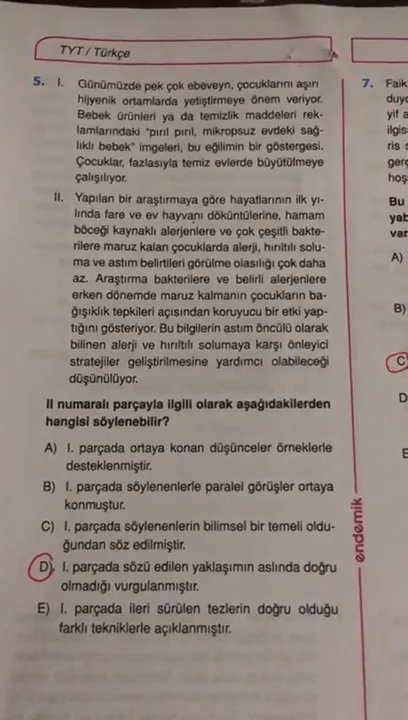 TYT / Türkçe
5. I. Günümüzde pek çok ebeveyn, çocuklarını aşırı
hijyenik ortamlarda yetiştirmeye önem veriyor.
Bebek ürünleri ya da temizlik maddeleri rek-
lamlarındaki "pırıl pırıl, mikropsuz evdeki sağ-
lıklı bebek" imgeleri, bu eğilimin bir göstergesi.
Çocuklar, fazlasıyla temiz evlerde büyütülmeye
çalışılıyor.
II. Yapılan bir araştırmaya göre hayatlarının ilk yı-
lında fare ve ev hayvanı döküntülerine, hamam
böceği kaynaklı alerjenlere ve çok çeşitli bakte-
rilere maruz kalan çocuklarda alerji, hırıltılı solu-
ma ve astım belirtileri görülme olasılığı çok daha
az. Araştırma bakterilere ve belirli alerjenlere
erken dönemde maruz kalmanın çocukların ba-
ğışıklık tepkileri açısından koruyucu bir etki yap-
tığını gösteriyor. Bu bilgilerin astım öncülü olarak
bilinen alerji ve hırıltılı solumaya karşı önleyici
stratejiler geliştirilmesine yardımcı olabileceği
düşünülüyor.
II numaralı parçayla ilgili olarak aşağıdakilerden
hangisi söylenebilir?
A) I. parçada ortaya konan düşünceler örneklerle
desteklenmiştir.
B) I. parçada söylenenlerle paralel görüşler ortaya
konmuştur.
C) I. parçada söylenenlerin bilimsel bir temeli oldu-
ğundan söz edilmiştir.
D) I. parçada sözü edilen yaklaşımın aslında doğru
olmadığı vurgulanmıştır.
E) I. parçada ileri sürülen tezlerin doğru olduğu
farklı tekniklerle açıklanmıştır.
endemik
7. Faik
duyg
yif a
ilgis
ris s
gerç
hoş
Bu
yab
var
A)
B)
C
D
E